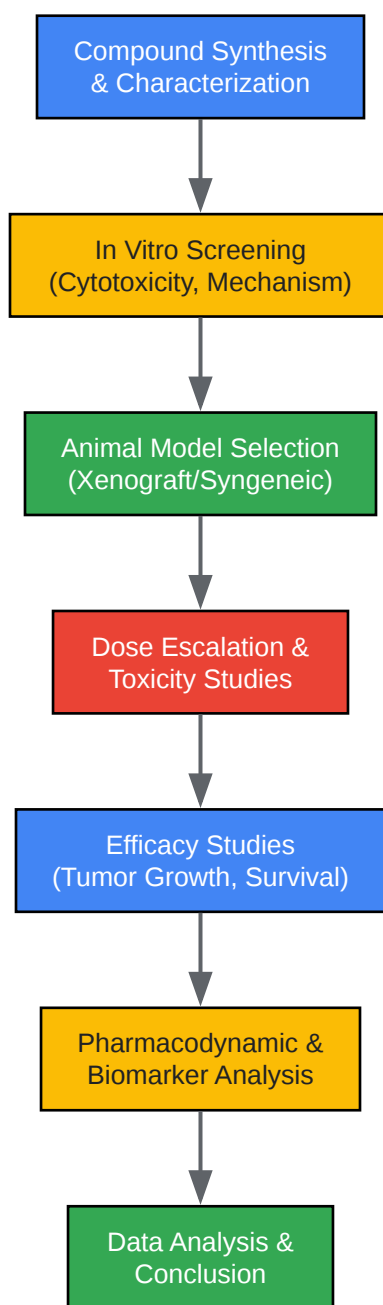 Compound Synthesis
& Characterization
In Vitro Screening
(Cytotoxicity, Mechanism)
Animal Model Selection
(Xenograft/Syngeneic)
Dose Escalation &
Toxicity Studies
Efficacy Studies
(Tumor Growth, Survival)
Pharmacodynamic &
Biomarker Analysis
Data Analysis &
Conclusion